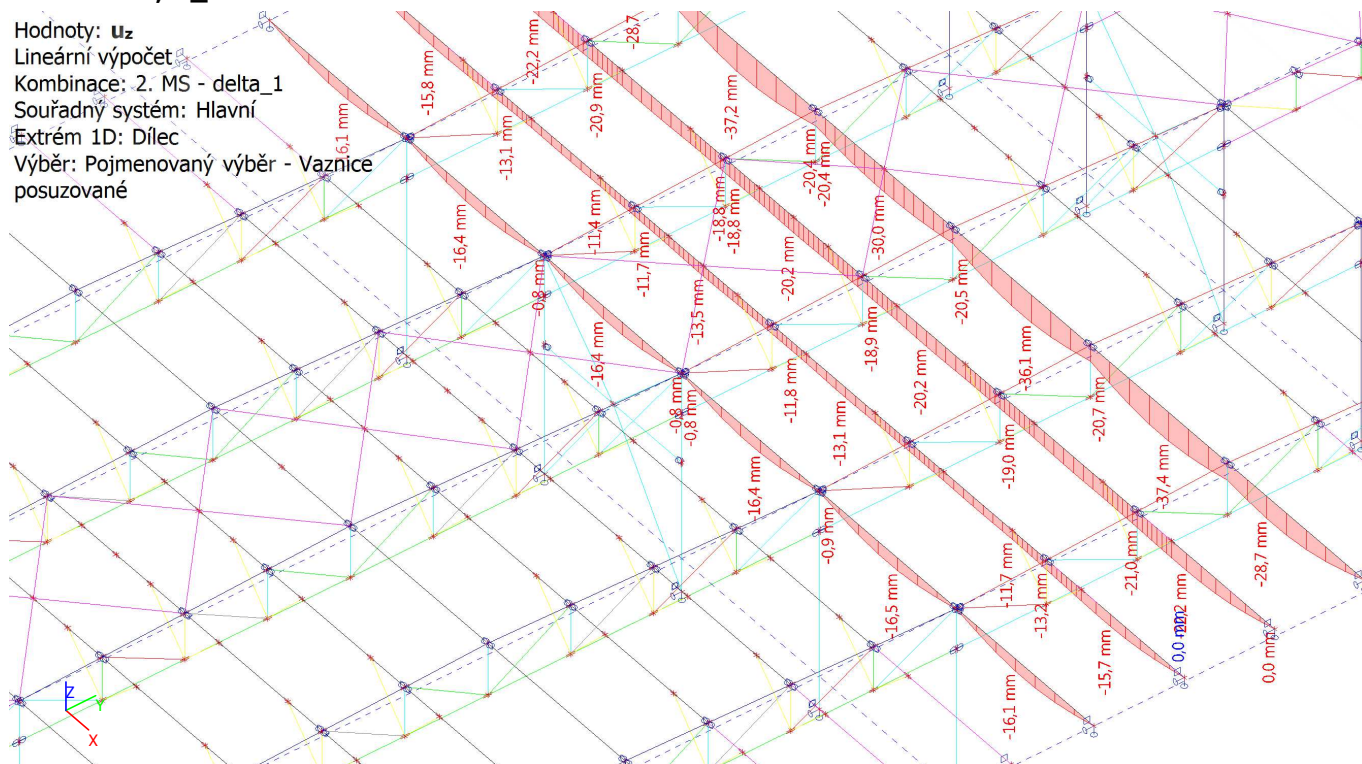 Hodnoty: uz
Lineární výpočet
Kombinace: 2. MS - delta_1
Souřadný systém: Hlavní
Extrém 1D: Dílec
Výběr: Pojmenovaný výběr - Vaznice
posuzované
-15,8 mm
-22,2 mm
-28,7
-13,1 mm
-20,9 mm
-37,2 mm
-16,4 mm
-11,4 mm
-18,8 mm
-18,8 mm
-20,4 mm
-20,4 mm
-0,8 mm
-11,7 mm
-20,2 mm
-30,0 mm
-16,4 mm
-13,5 mm
-18,9 mm
-20,5 mm
-0,8 mm
-0,8 mm
-11,8 mm
-20,2 mm
-36,1 mm
-16,4 mm
-13,1 mm
-19,0 mm
-20,7 mm
-0,9 mm
-11,7 mm
-21,0 mm
-37,4 mm
-16,5 mm
-13,2 mm
-28,7 mm
-16,1 mm
-15,7 mm
0,0 mm
0,0 mm
Z
Y
X